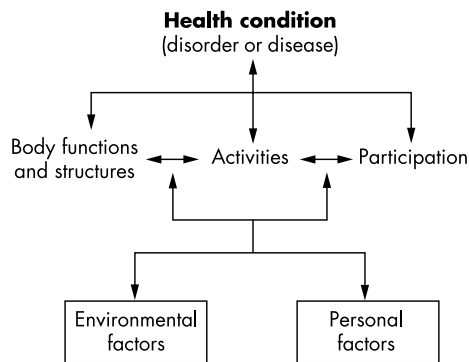 Health condition
(disorder or disease)
Body functions
and structures
Activities
Participation
Environmental
factors
Personal
factors